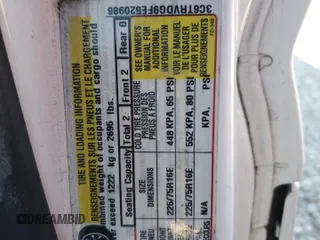 3C6TRVDG9FE520986
TIRE AND LOADING INFORMATION
RENSEIGNEMENTS SUR LES PNEUS ET LE CHARGEMENT
mbined weight of occupants and cargo should
exceed 1222 kg or 2695 lbs.
Seating Capacity Total 2 Front 2 Rear 0
SIZE
DIMENSIONS
COLD TIRE PRESSURE
PRESSION DES
PNEUS A FROID
SEE OWNER'S
MANUAL FOR
ADDITIONAL
INFORMATION
VOIR LE MANUEL
DE L'USAGER
POUR PLUS DE
RENSEIGNEMENTS
225/75R16E 448 KPA, 65 PSI
225/75R16E 552 KPA, 80 PSI
N/A KPA, PSI
IAA DREAM